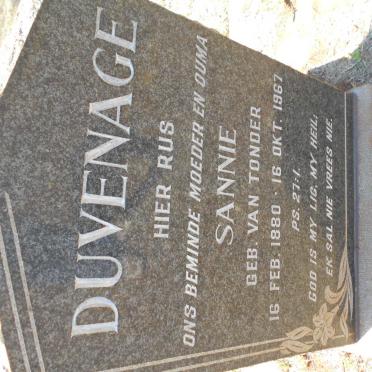 DUVENAGE
HIER RUS
ONS BEMINDE MOEDER EN OUMA
SANNIE
GEB. VAN TONDER
16 FEB. 1880 - 16 OKT. 1967
PS. 27:1.
GOD IS MY LIG, MY HEIL;
EK SAL NIE VREES NIE.